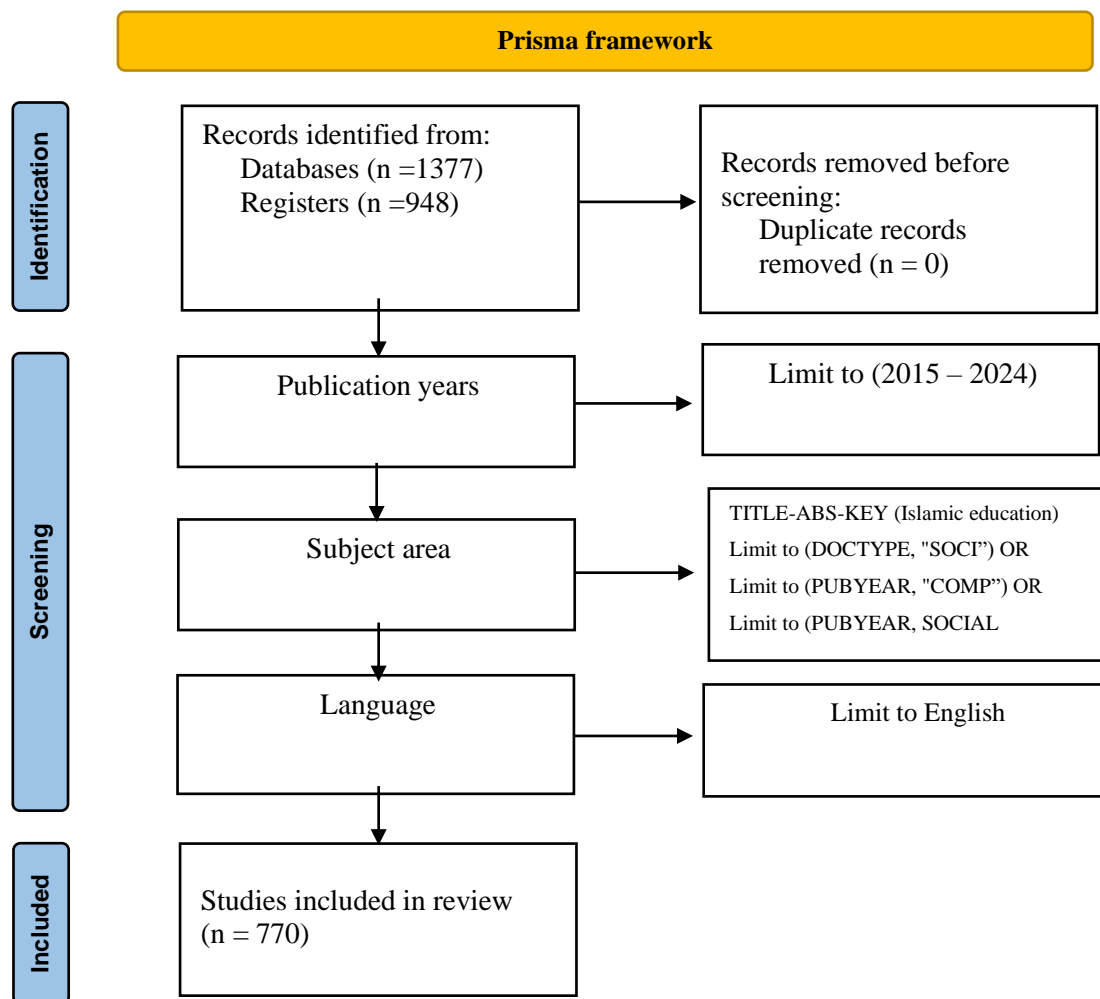 Prisma framework
Identification
Records identified from:
Databases (n =1377)
Registers (n =948)
Records removed before
screening:
Duplicate records
removed (n = 0)
Screening
Publication years
Limit to (2015 – 2024)
Subject area
TITLE-ABS-KEY (Islamic education)
Limit to (DOCTYPE, "SOCI”) OR
Limit to (PUBYEAR, "COMP”) OR
Limit to (PUBYEAR, SOCIAL
Language
Limit to English
Included
Studies included in review
(n = 770)